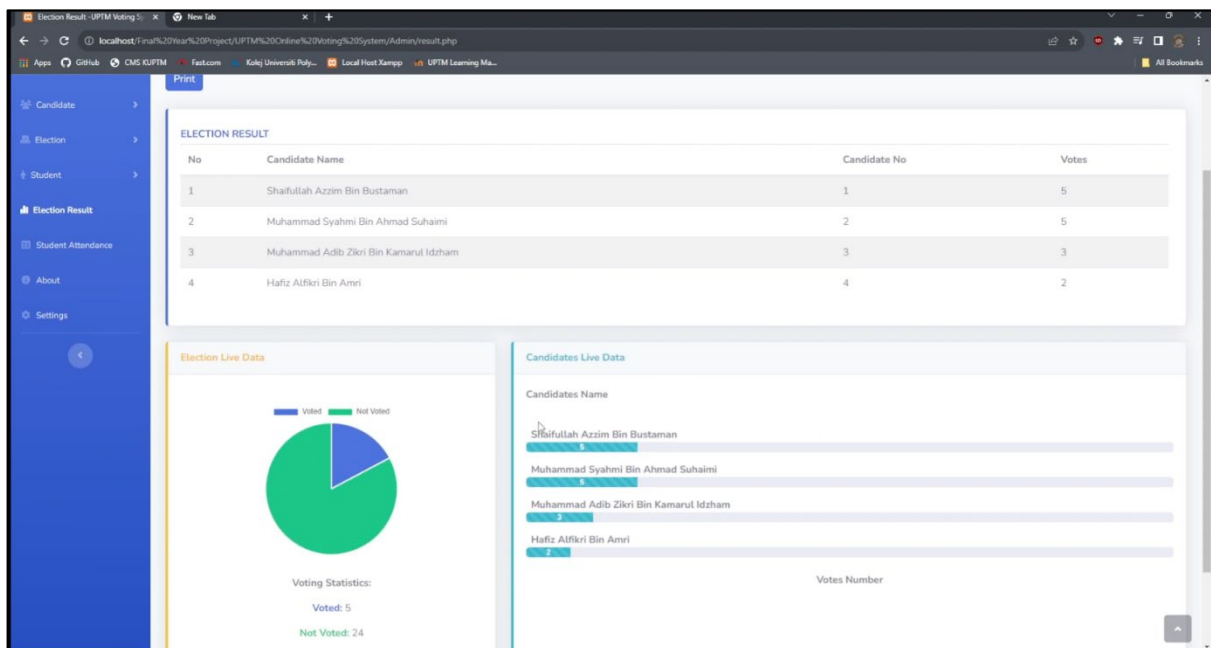 Election Result -UPTM Voting Sy
New Tab
localhost/Final%20Year%20Project/UPTM%20Online%20Voting%20System/Admin/result.php
Apps GitHub CMS KUPTM Fast.com Kolej Universiti Poly... Local Host Xampp UPTM Learning Ma... All Bookmarks
Print
Candidate
Election
Student
Election Result
Student Attendance
About
Settings
ELECTION RESULT
No Candidate Name Candidate No Votes
1 Shaifullah Azzim Bin Bustaman 1 5
2 Muhammad Syahmi Bin Ahmad Suhaimi 2 5
3 Muhammad Adib Zikri Bin Kamarul Idzham 3 3
4 Hafiz Alfikri Bin Amri 4 2
Election Live Data
Voted Not Voted
Voting Statistics:
Voted: 5
Not Voted: 24
Candidates Live Data
Candidates Name
Shaifullah Azzim Bin Bustaman
5
Muhammad Syahmi Bin Ahmad Suhaimi
5
Muhammad Adib Zikri Bin Kamarul Idzham
3
Hafiz Alfikri Bin Amri
2
Votes Number